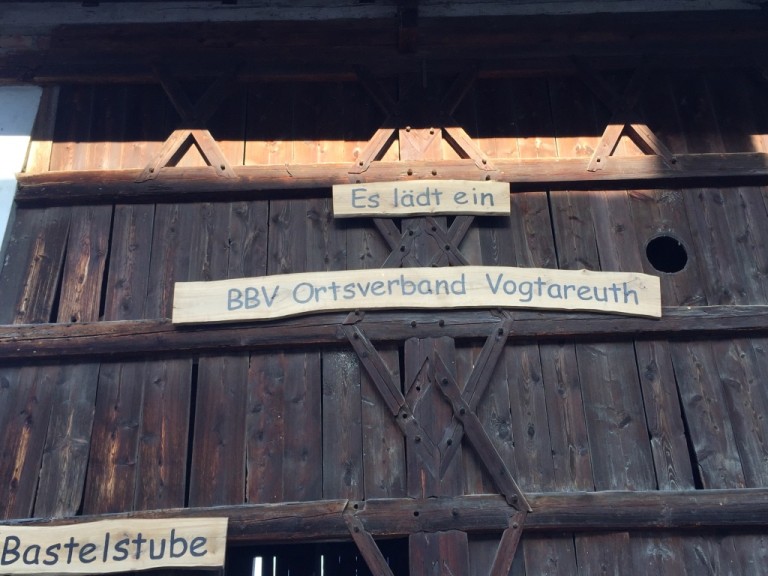 Es lädt ein
BBV Ortsverband Vogtareuth
Bastelstube